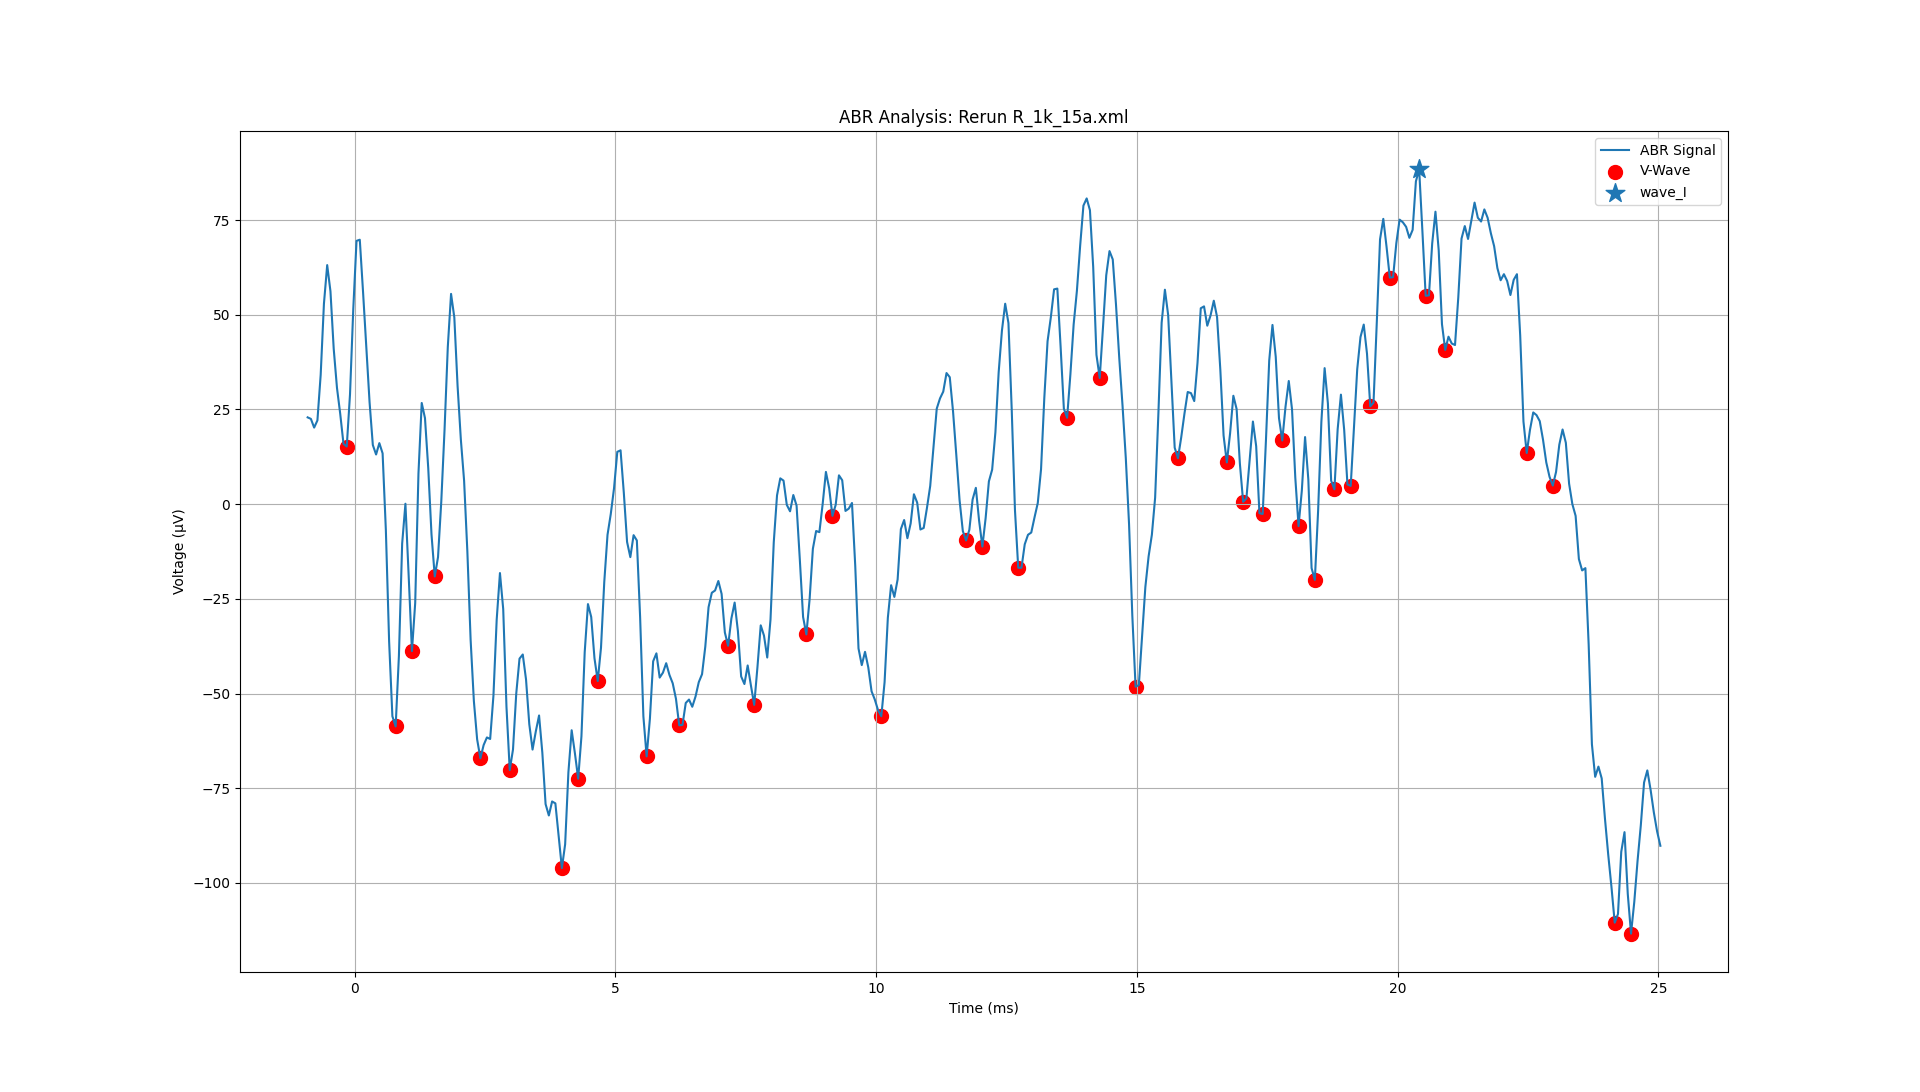 ABR Analysis: Rerun R_1k_15a.xml
ABR Signal
V-Wave
wave_I
75
50
25
0
−25
−50
−75
−100
Voltage (µV)
0
5
10
15
20
25
Time (ms)